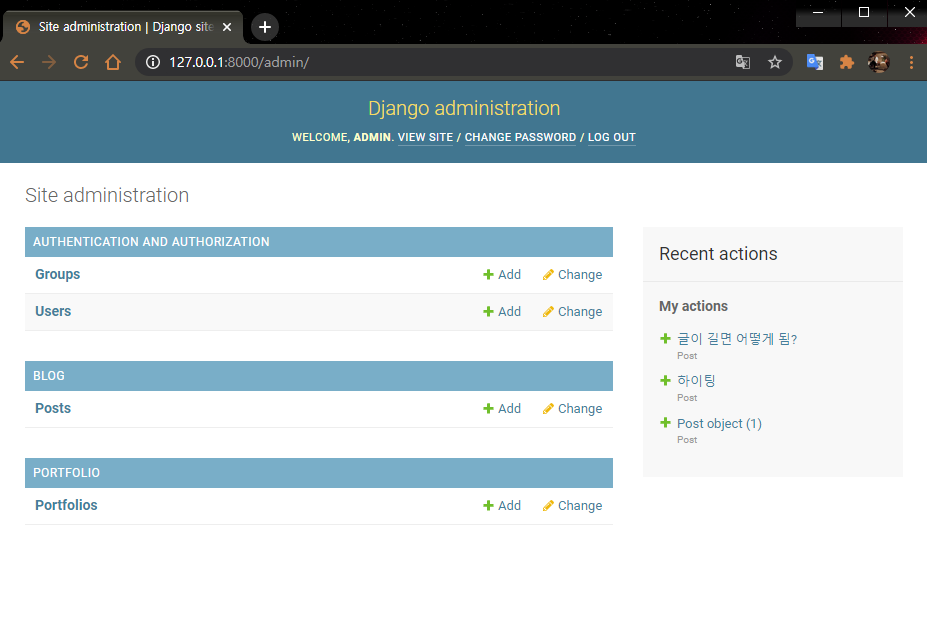 Site administration | Django site
127.0.0.1:8000/admin/
Django administration
WELCOME, ADMIN. VIEW SITE / CHANGE PASSWORD / LOG OUT
Site administration
AUTHENTICATION AND AUTHORIZATION
Groups Add Change
Users Add Change
BLOG
Posts Add Change
PORTFOLIO
Portfolios Add Change
Recent actions
My actions
글이 길면 어떻게 됨?
Post
하이팅
Post
Post object (1)
Post